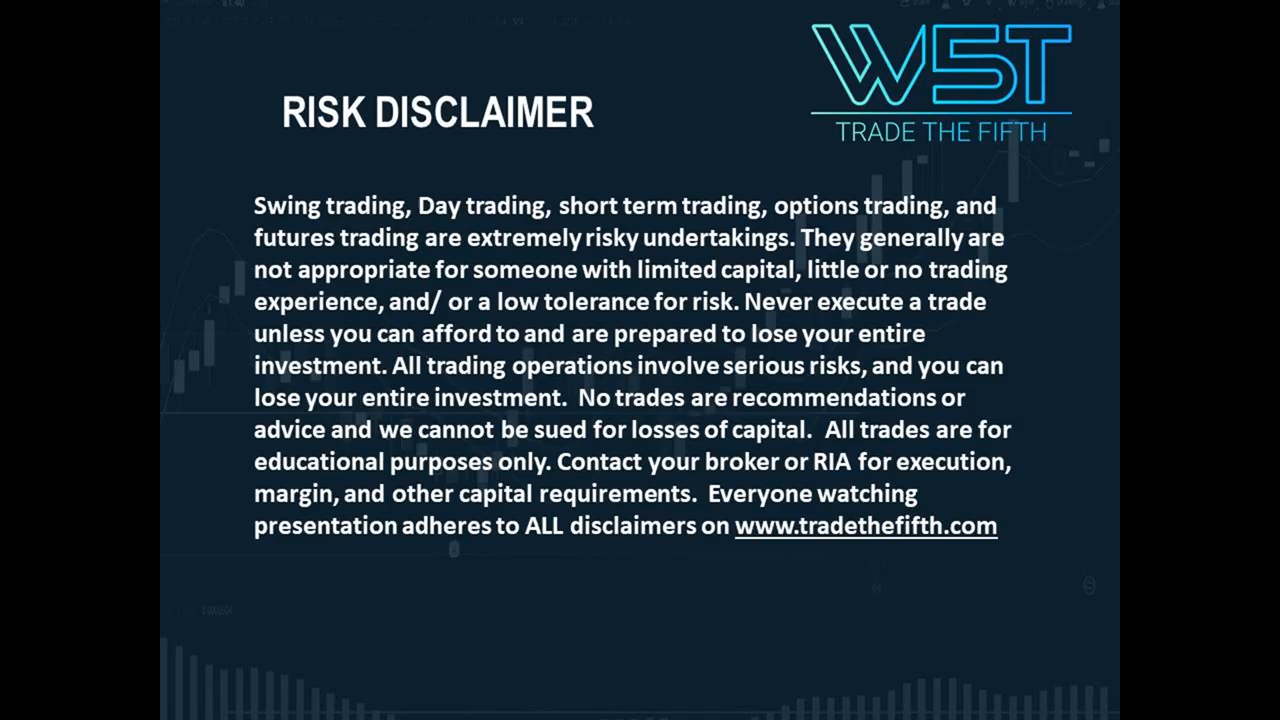 W5T
TRADE THE FIFTH
RISK DISCLAIMER
Swing trading, Day trading, short term trading, options trading, and
futures trading are extremely risky undertakings. They generally are
not appropriate for someone with limited capital, little or no trading
experience, and/ or a low tolerance for risk. Never execute a trade
unless you can afford to and are prepared to lose your entire
investment. All trading operations involve serious risks, and you can
lose your entire investment.  No trades are recommendations or
advice and we cannot be sued for losses of capital.  All trades are for
educational purposes only. Contact your broker or RIA for execution,
margin, and other capital requirements.  Everyone watching
presentation adheres to ALL disclaimers on www.tradethefifth.com